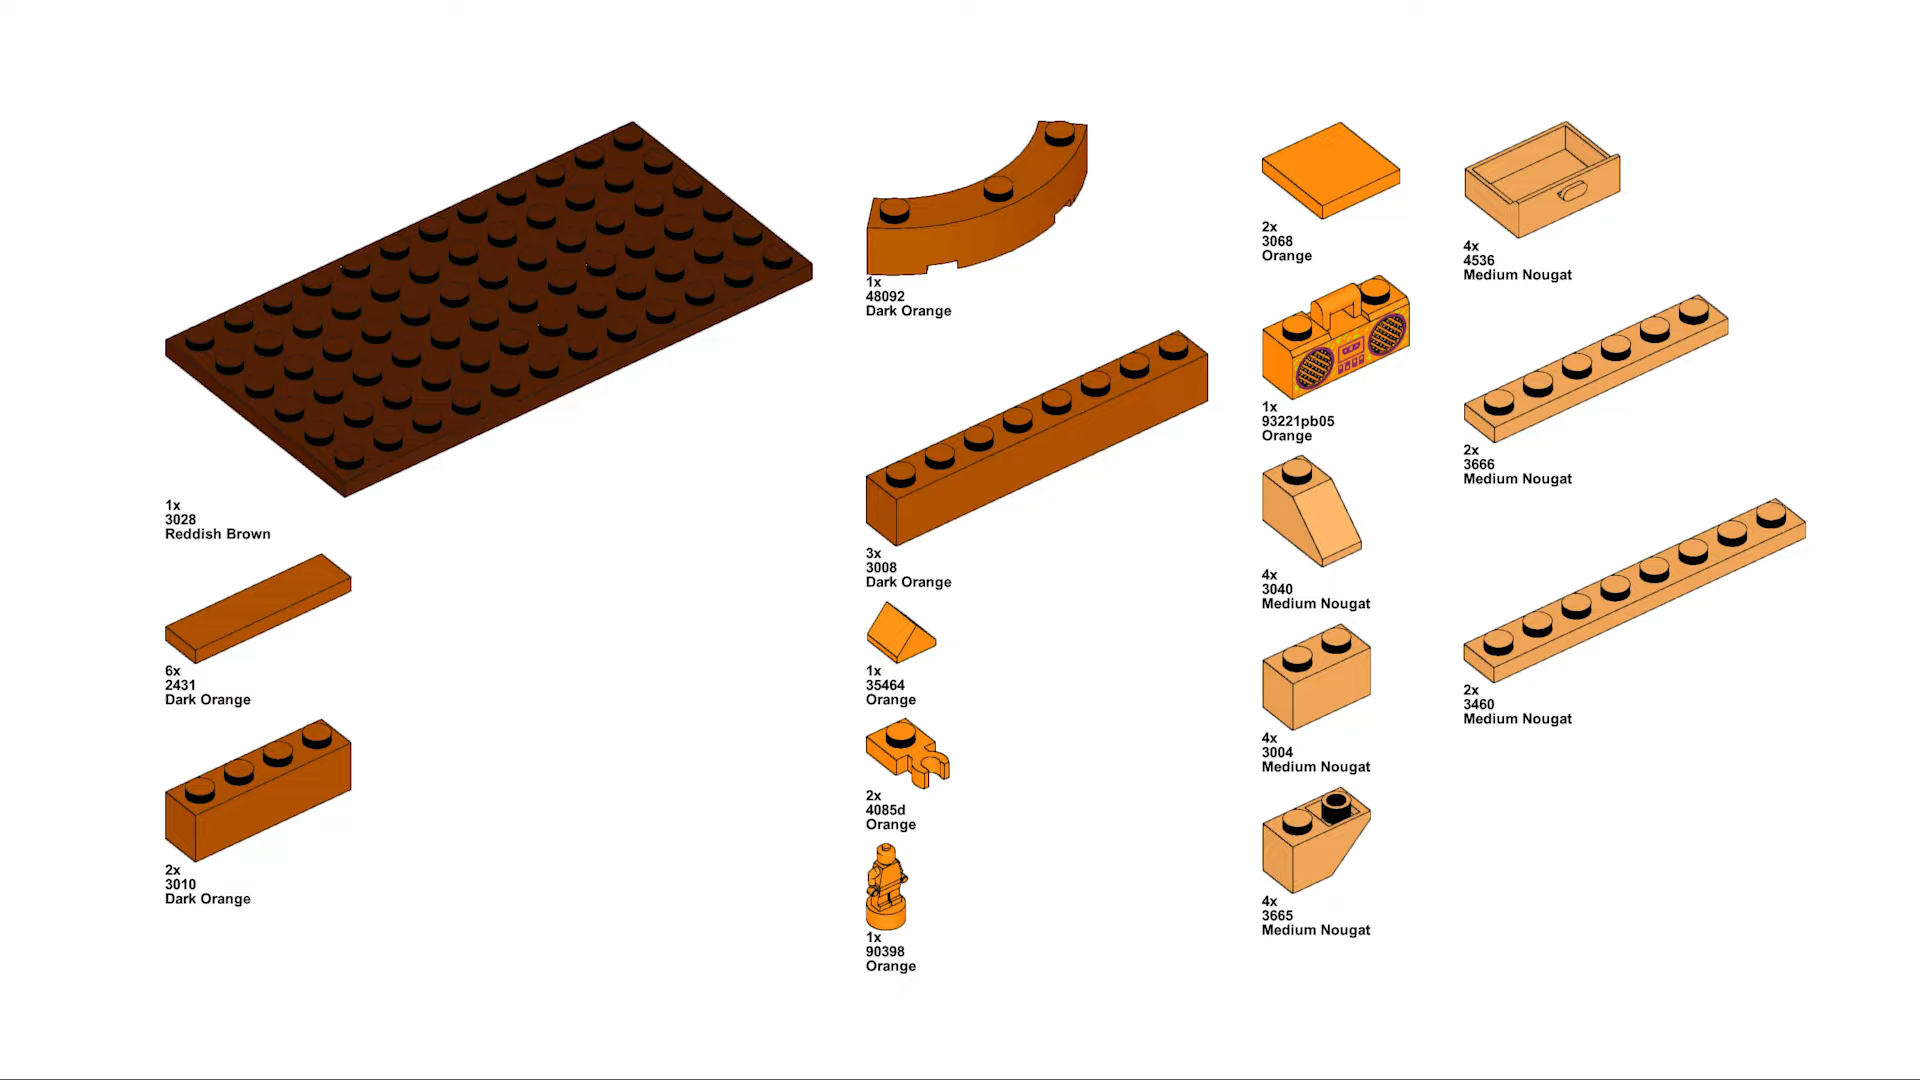 1x
3028
Reddish Brown
6x
2431
Dark Orange
2x
3010
Dark Orange
1x
48092
Dark Orange
3x
3008
Dark Orange
1x
35464
Orange
2x
4085d
Orange
1x
90398
Orange
2x
3068
Orange
1x
93221pb05
Orange
4x
3040
Medium Nougat
4x
3004
Medium Nougat
4x
3665
Medium Nougat
4x
4536
Medium Nougat
2x
3666
Medium Nougat
2x
3460
Medium Nougat